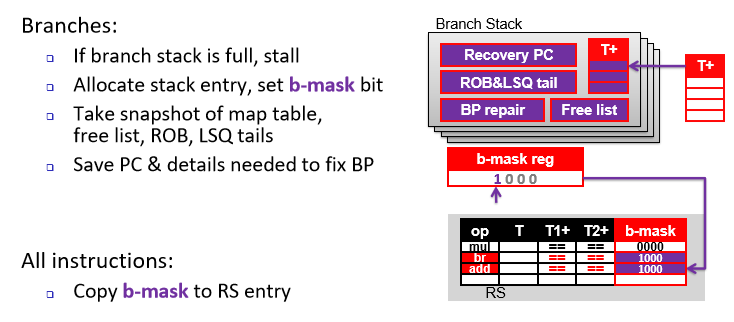 Branches:
If branch stack is full, stall
Allocate stack entry, set b-mask bit
Take snapshot of map table,
free list, ROB, LSQ tails
Save PC & details needed to fix BP
All instructions:
Copy b-mask to RS entry
Branch Stack
Recovery PC
T+
ROB&LSQ tail
BP repair
Free list
T+
b-mask reg
1 0 0 0
op T T1+ T2+ b-mask
mul == == 0000
br == == 1000
add == == 1000
RS